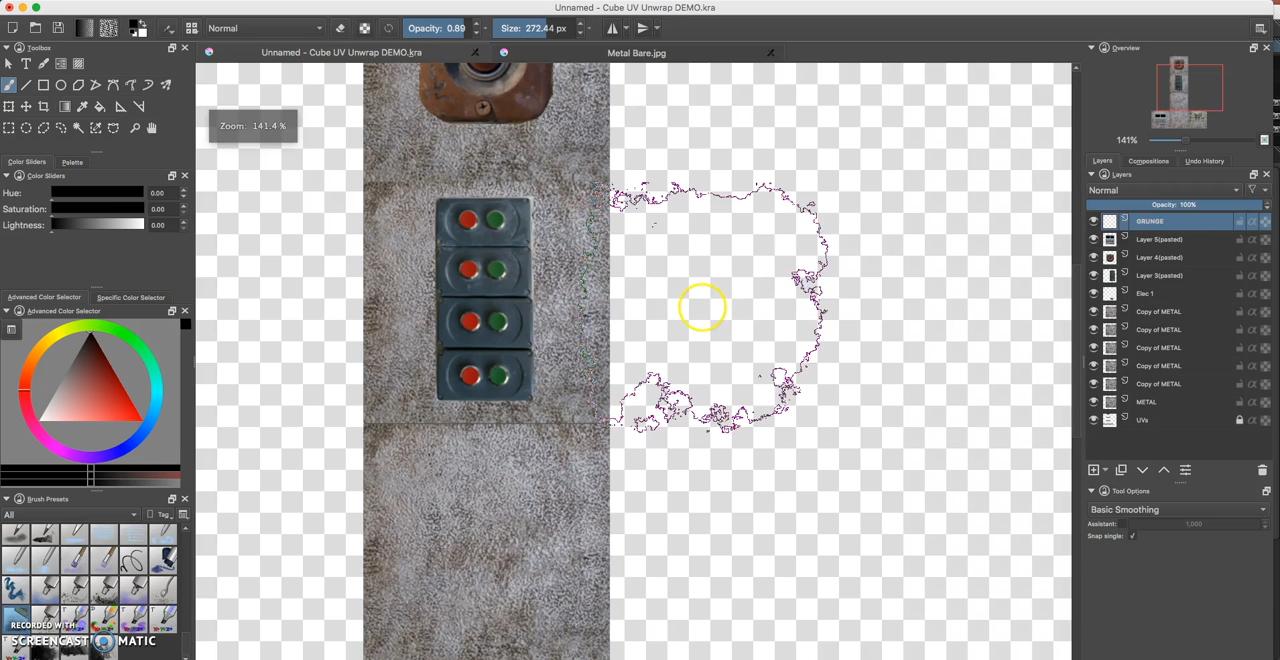 Unnamed - Cube UV Unwrap DEMO.kra
Normal
Opacity: 0.89
Size: 272.44 px
Toolbox
Unnamed - Cube UV Unwrap DEMO.kra
Metal Bare.jpg
Overview
Zoom: 141.4 %
141%
Color Sliders
Palette
Color Sliders
Hue:
0.00
Saturation:
0.00
Lightness:
0.00
Layers
Compositions
Undo History
Layers
Normal
Opacity: 100%
GRUNGE
Layer 5(pasted)
Layer 4(pasted)
Layer 3(pasted)
Elec 1
Copy of METAL
Copy of METAL
Copy of METAL
Copy of METAL
Copy of METAL
METAL
UVs
Advanced Color Selector
Specific Color Selector
Advanced Color Selector
Tool Options
Basic Smoothing
Assistant:
1,000
Snap single:
Brush Presets
All
Tag
RECORDED WITH
SCREENCAST MATIC